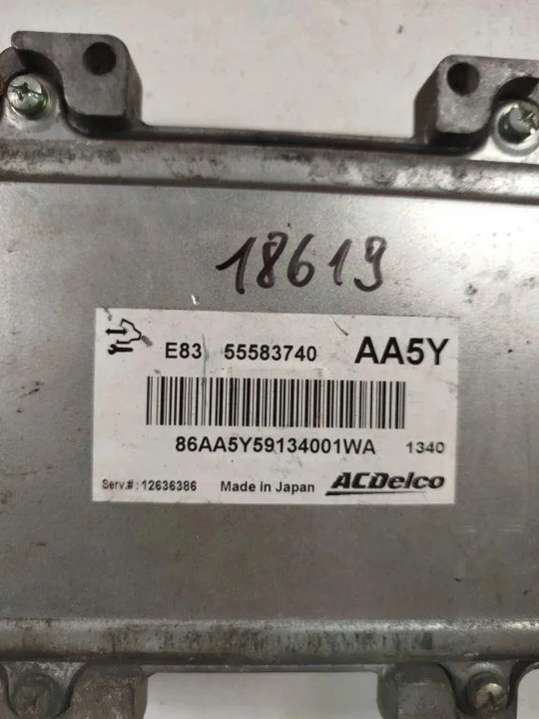 18619
E83 55583740 AA5Y
86AA5Y59134001WA 1340
Serv.#: 12636386 Made in Japan ACDelco